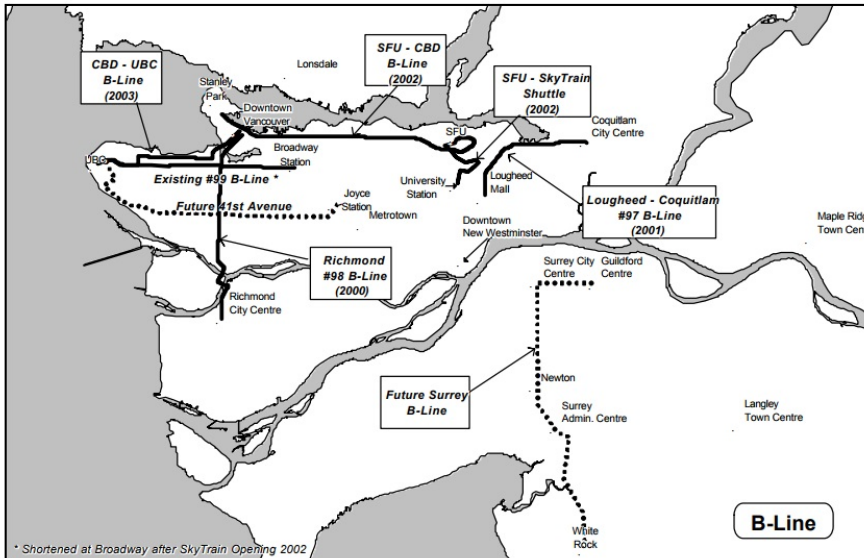 CBD - UBC
B-Line
(2003)
Stanley
Park
Lonsdale
SFU - CBD
B-Line
(2002)
SFU - SkyTrain
Shuttle
(2002)
Downtown
Vancouver
SFU
Coquitlam
City Centre
Broadway
Station
UBC
Existing #99 B-Line *
University
Station
Lougheed
Mall
Future 41st Avenue
Joyce
Station
Metrotown
Lougheed - Coquitlam
#97 B-Line
(2001)
Downtown
New Westminster
Maple Ridge
Town Cent
Richmond
#98 B-Line
(2000)
Surrey City
Centre
Guildford
Centre
Richmond
City Centre
Future Surrey
B-Line
Newton
Surrey
Admin. Centre
Langley
Town Centre
White
Rock
B-Line
* Shortened at Broadway after SkyTrain Opening 2002